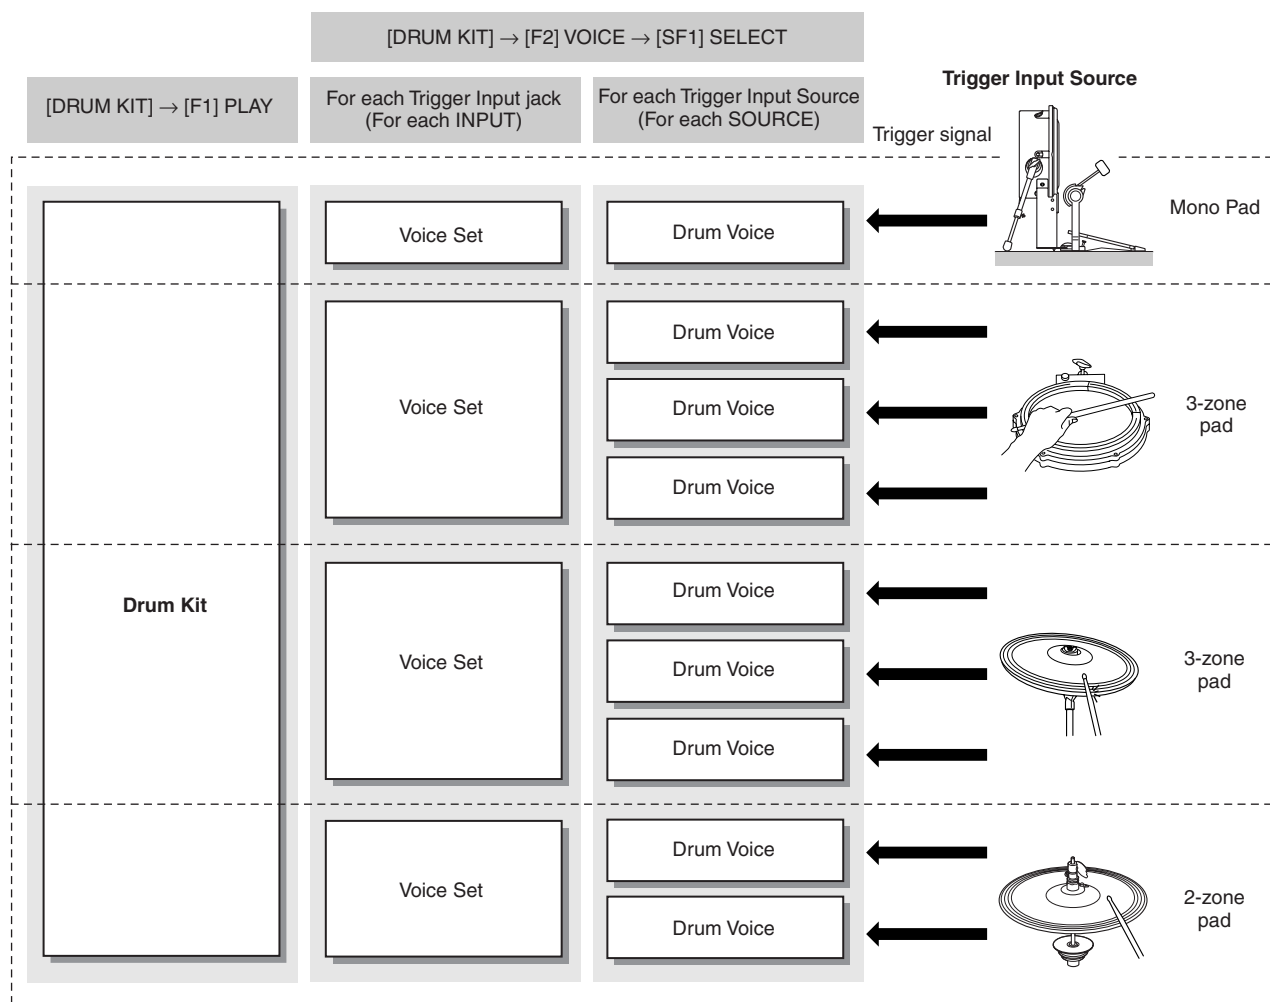 [DRUM KIT] → [F2] VOICE → [SF1] SELECT
Trigger Input Source
[DRUM KIT] → [F1] PLAY
For each Trigger Input jack
(For each INPUT)
For each Trigger Input Source
(For each SOURCE)
Trigger signal
Voice Set
Drum Voice
Mono Pad
Voice Set
Drum Voice
Drum Voice
Drum Voice
3-zone
pad
Drum Kit
Voice Set
Drum Voice
Drum Voice
Drum Voice
3-zone
pad
Voice Set
Drum Voice
Drum Voice
2-zone
pad